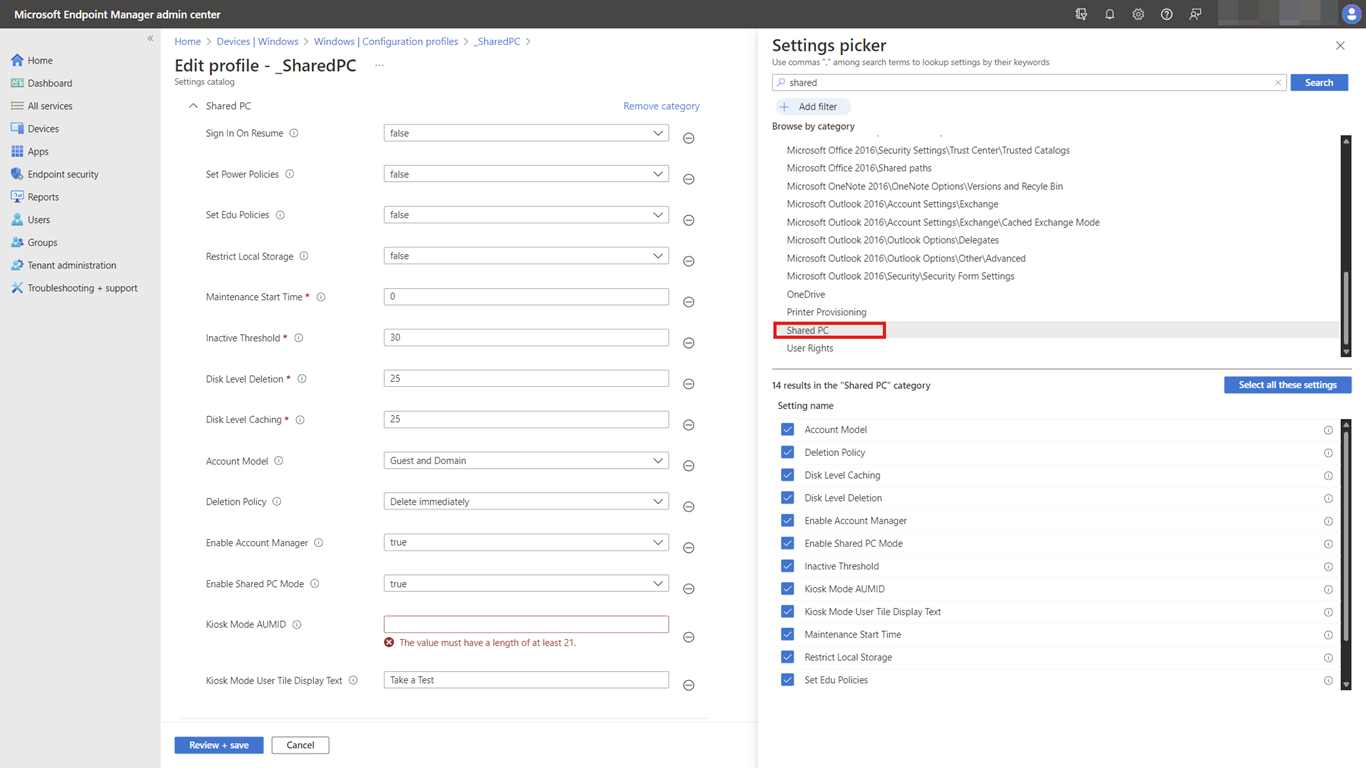 Microsoft Endpoint Manager admin center
Home
Dashboard
All services
Devices
Apps
Endpoint security
Reports
Users
Groups
Tenant administration
Troubleshooting + support
Home > Devices | Windows > Windows | Configuration profiles > _SharedPC >
Edit profile - _SharedPC ...
Settings catalog
Shared PC Remove category
Sign In On Resume false
Set Power Policies false
Set Edu Policies false
Restrict Local Storage false
Maintenance Start Time * 0
Inactive Threshold * 30
Disk Level Deletion * 25
Disk Level Caching * 25
Account Model Guest and Domain
Deletion Policy Delete immediately
Enable Account Manager true
Enable Shared PC Mode true
Kiosk Mode AUMID
The value must have a length of at least 21.
Kiosk Mode User Tile Display Text Take a Test
Review + save Cancel
Settings picker
Use commas "," among search terms to lookup settings by their keywords
shared Search
Add filter
Browse by category
Microsoft Office 2016\Security Settings\Trust Center\Trusted Catalogs
Microsoft Office 2016\Shared paths
Microsoft OneNote 2016\OneNote Options\Versions and Recyle Bin
Microsoft Outlook 2016\Account Settings\Exchange
Microsoft Outlook 2016\Account Settings\Exchange\Cached Exchange Mode
Microsoft Outlook 2016\Outlook Options\Delegates
Microsoft Outlook 2016\Outlook Options\Other\Advanced
Microsoft Outlook 2016\Security\Security Form Settings
OneDrive
Printer Provisioning
Shared PC
User Rights
14 results in the "Shared PC" category Select all these settings
Setting name
Account Model
Deletion Policy
Disk Level Caching
Disk Level Deletion
Enable Account Manager
Enable Shared PC Mode
Inactive Threshold
Kiosk Mode AUMID
Kiosk Mode User Tile Display Text
Maintenance Start Time
Restrict Local Storage
Set Edu Policies